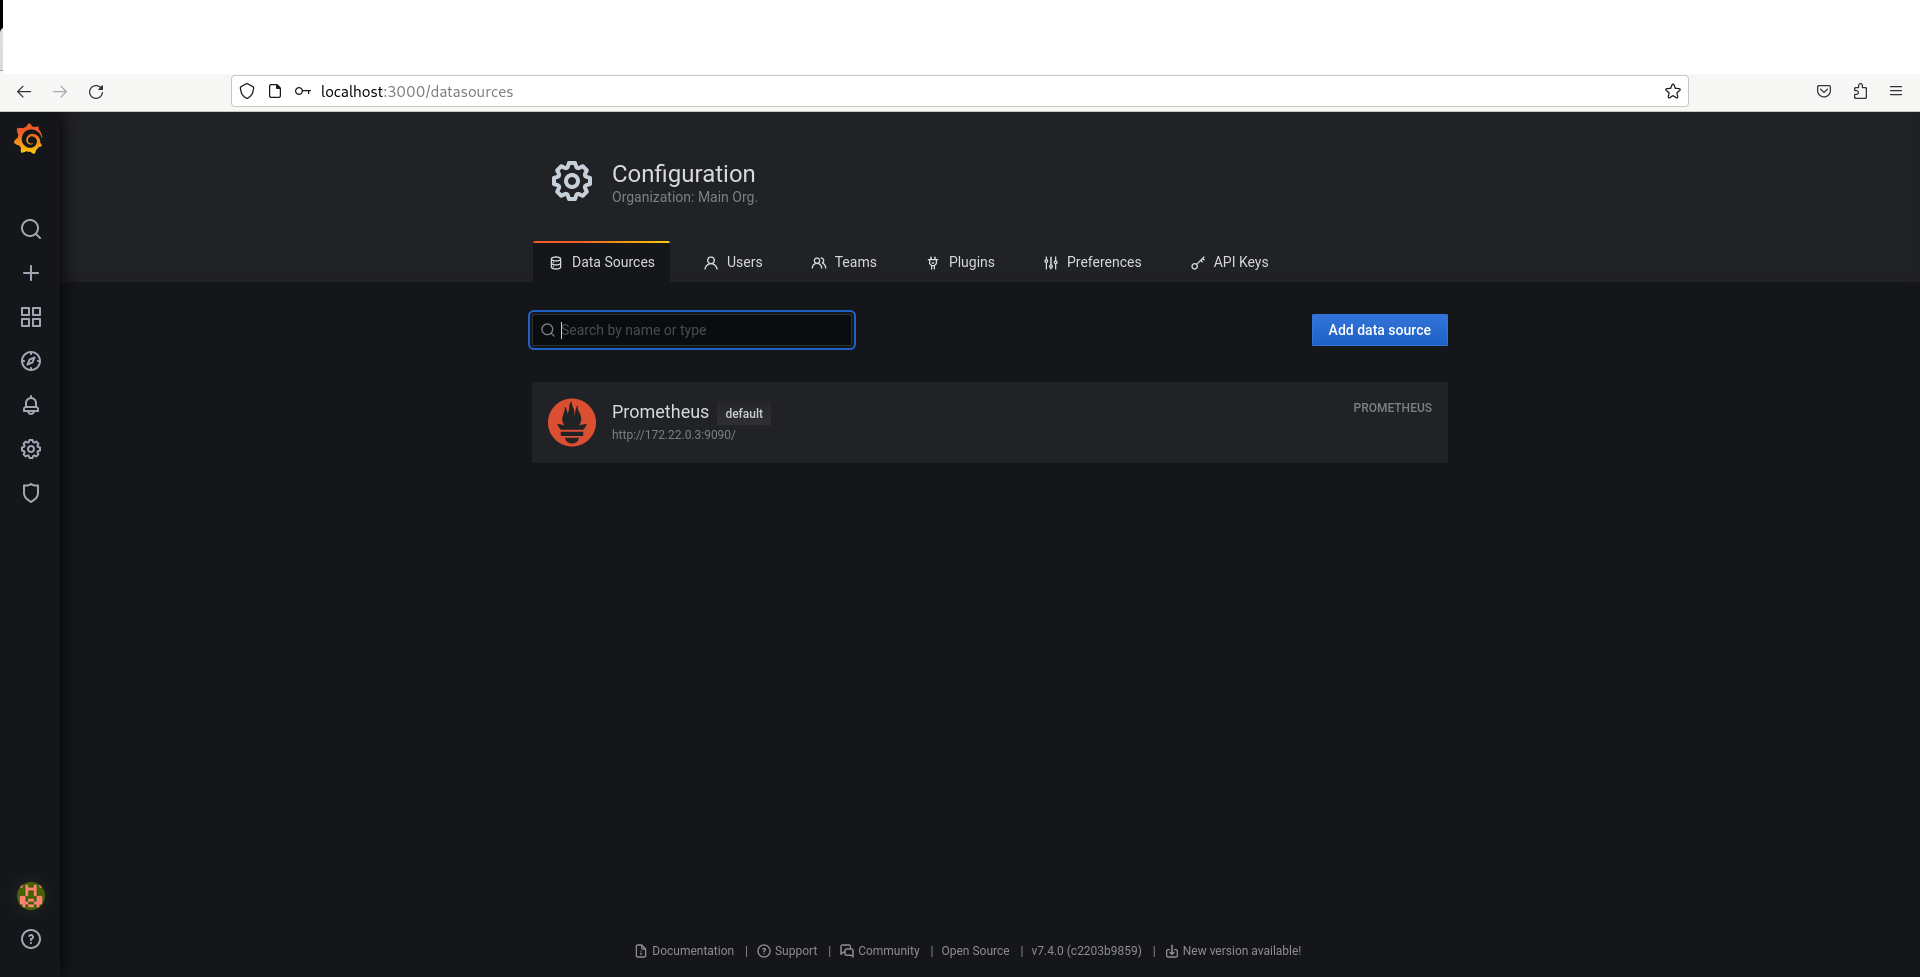 localhost:3000/datasources
Configuration
Organization: Main Org.
Data Sources
Users
Teams
Plugins
Preferences
API Keys
Search by name or type
Add data source
Prometheus default
PROMETHEUS
http://172.22.0.3:9090/
Documentation | Support | Community | Open Source | v7.4.0 (c2203b9859) | New version available!